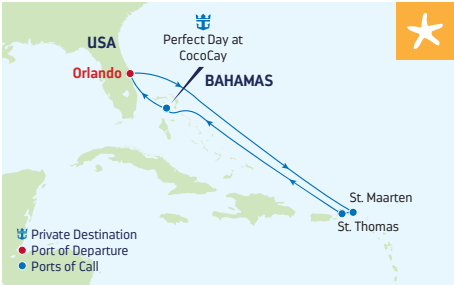 Perfect Day at
CocoCay
USA
Orlando
BAHAMAS
St. Maarten
St. Thomas
Private Destination
Port of Departure
Ports of Call